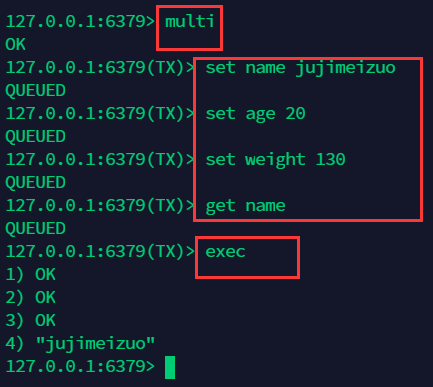 127.0.0.1:6379> multi
OK
127.0.0.1:6379(TX)> set name jujimeizuo
QUEUED
127.0.0.1:6379(TX)> set age 20
QUEUED
127.0.0.1:6379(TX)> set weight 130
QUEUED
127.0.0.1:6379(TX)> get name
QUEUED
127.0.0.1:6379(TX)> exec
1) OK
2) OK
3) OK
4) "jujimeizuo"
127.0.0.1:6379>